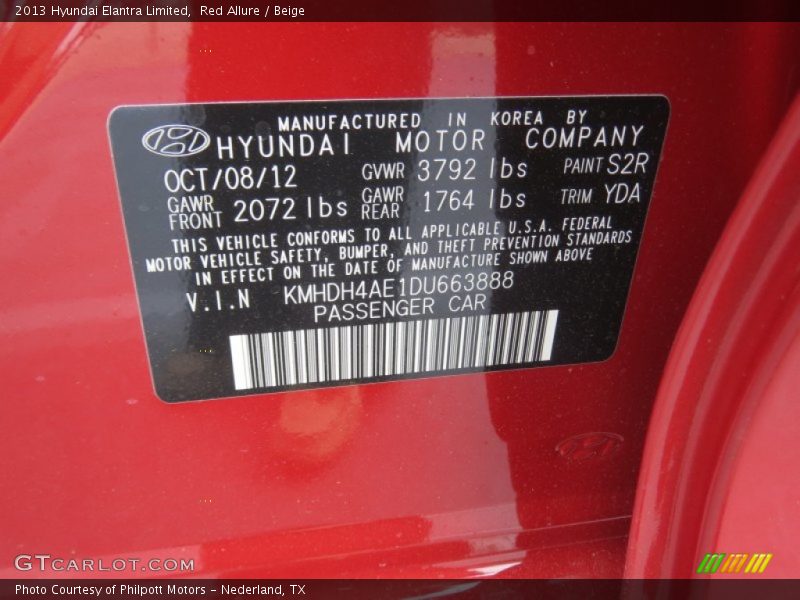 2013 Hyundai Elantra Limited, Red Allure / Beige
MANUFACTURED IN KOREA BY
HYUNDAI MOTOR COMPANY
OCT/08/12 GVWR 3792 lbs PAINT S2R
GAWR FRONT 2072 lbs GAWR REAR 1764 lbs TRIM YDA
THIS VEHICLE CONFORMS TO ALL APPLICABLE U.S.A. FEDERAL
MOTOR VEHICLE SAFETY, BUMPER, AND THEFT PREVENTION STANDARDS
IN EFFECT ON THE DATE OF MANUFACTURE SHOWN ABOVE
V.I.N KMHDH4AE1DU663888
PASSENGER CAR
GTCARLOT.COM
Photo Courtesy of Philpott Motors – Nederland, TX